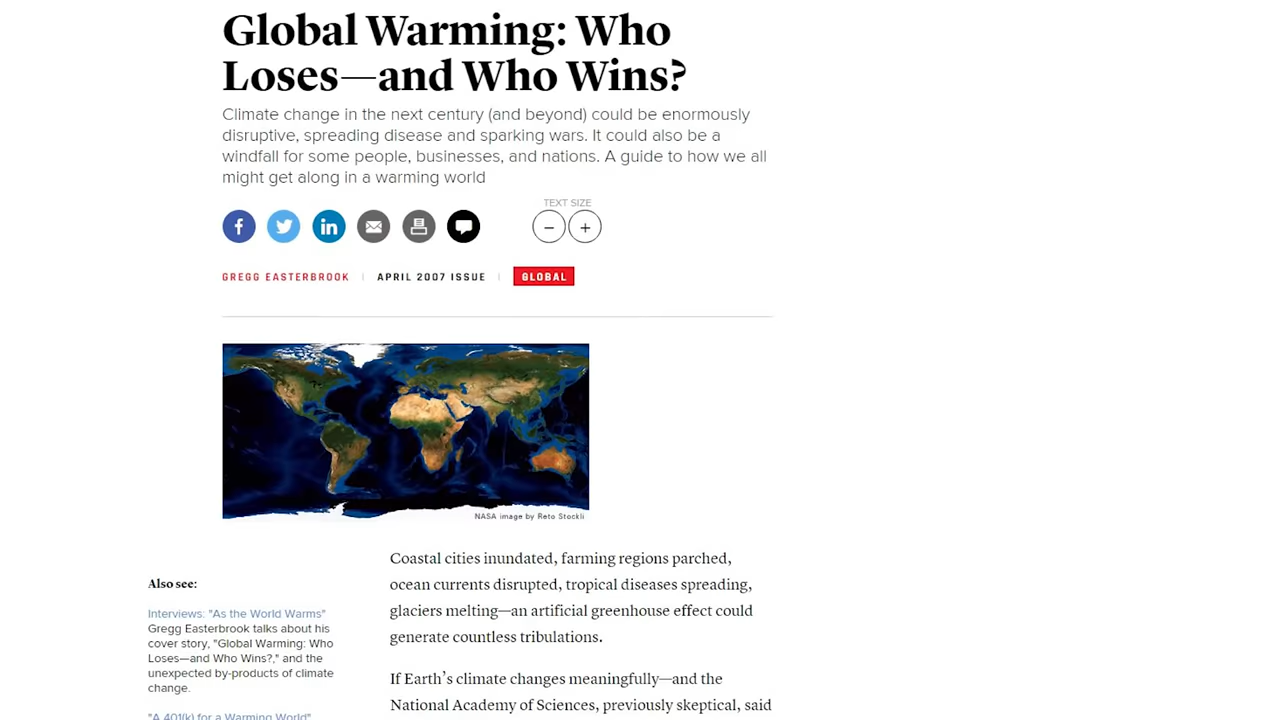 Global Warming: Who
Loses—and Who Wins?
Climate change in the next century (and beyond) could be enormously
disruptive, spreading disease and sparking wars. It could also be a
windfall for some people, businesses, and nations. A guide to how we all
might get along in a warming world
TEXT SIZE
GREGG EASTERBROOK | APRIL 2007 ISSUE | GLOBAL
NASA image by Reto Stockli
Coastal cities inundated, farming regions parched,
ocean currents disrupted, tropical diseases spreading,
glaciers melting—an artificial greenhouse effect could
generate countless tribulations.
If Earth's climate changes meaningfully—and the
National Academy of Sciences, previously skeptical, said
Also see:
Interviews: "As the World Warms"
Gregg Easterbrook talks about his
cover story, "Global Warming: Who
Loses—and Who Wins?," and the
unexpected by-products of climate
change.
"A 401(k) for a Warming World"